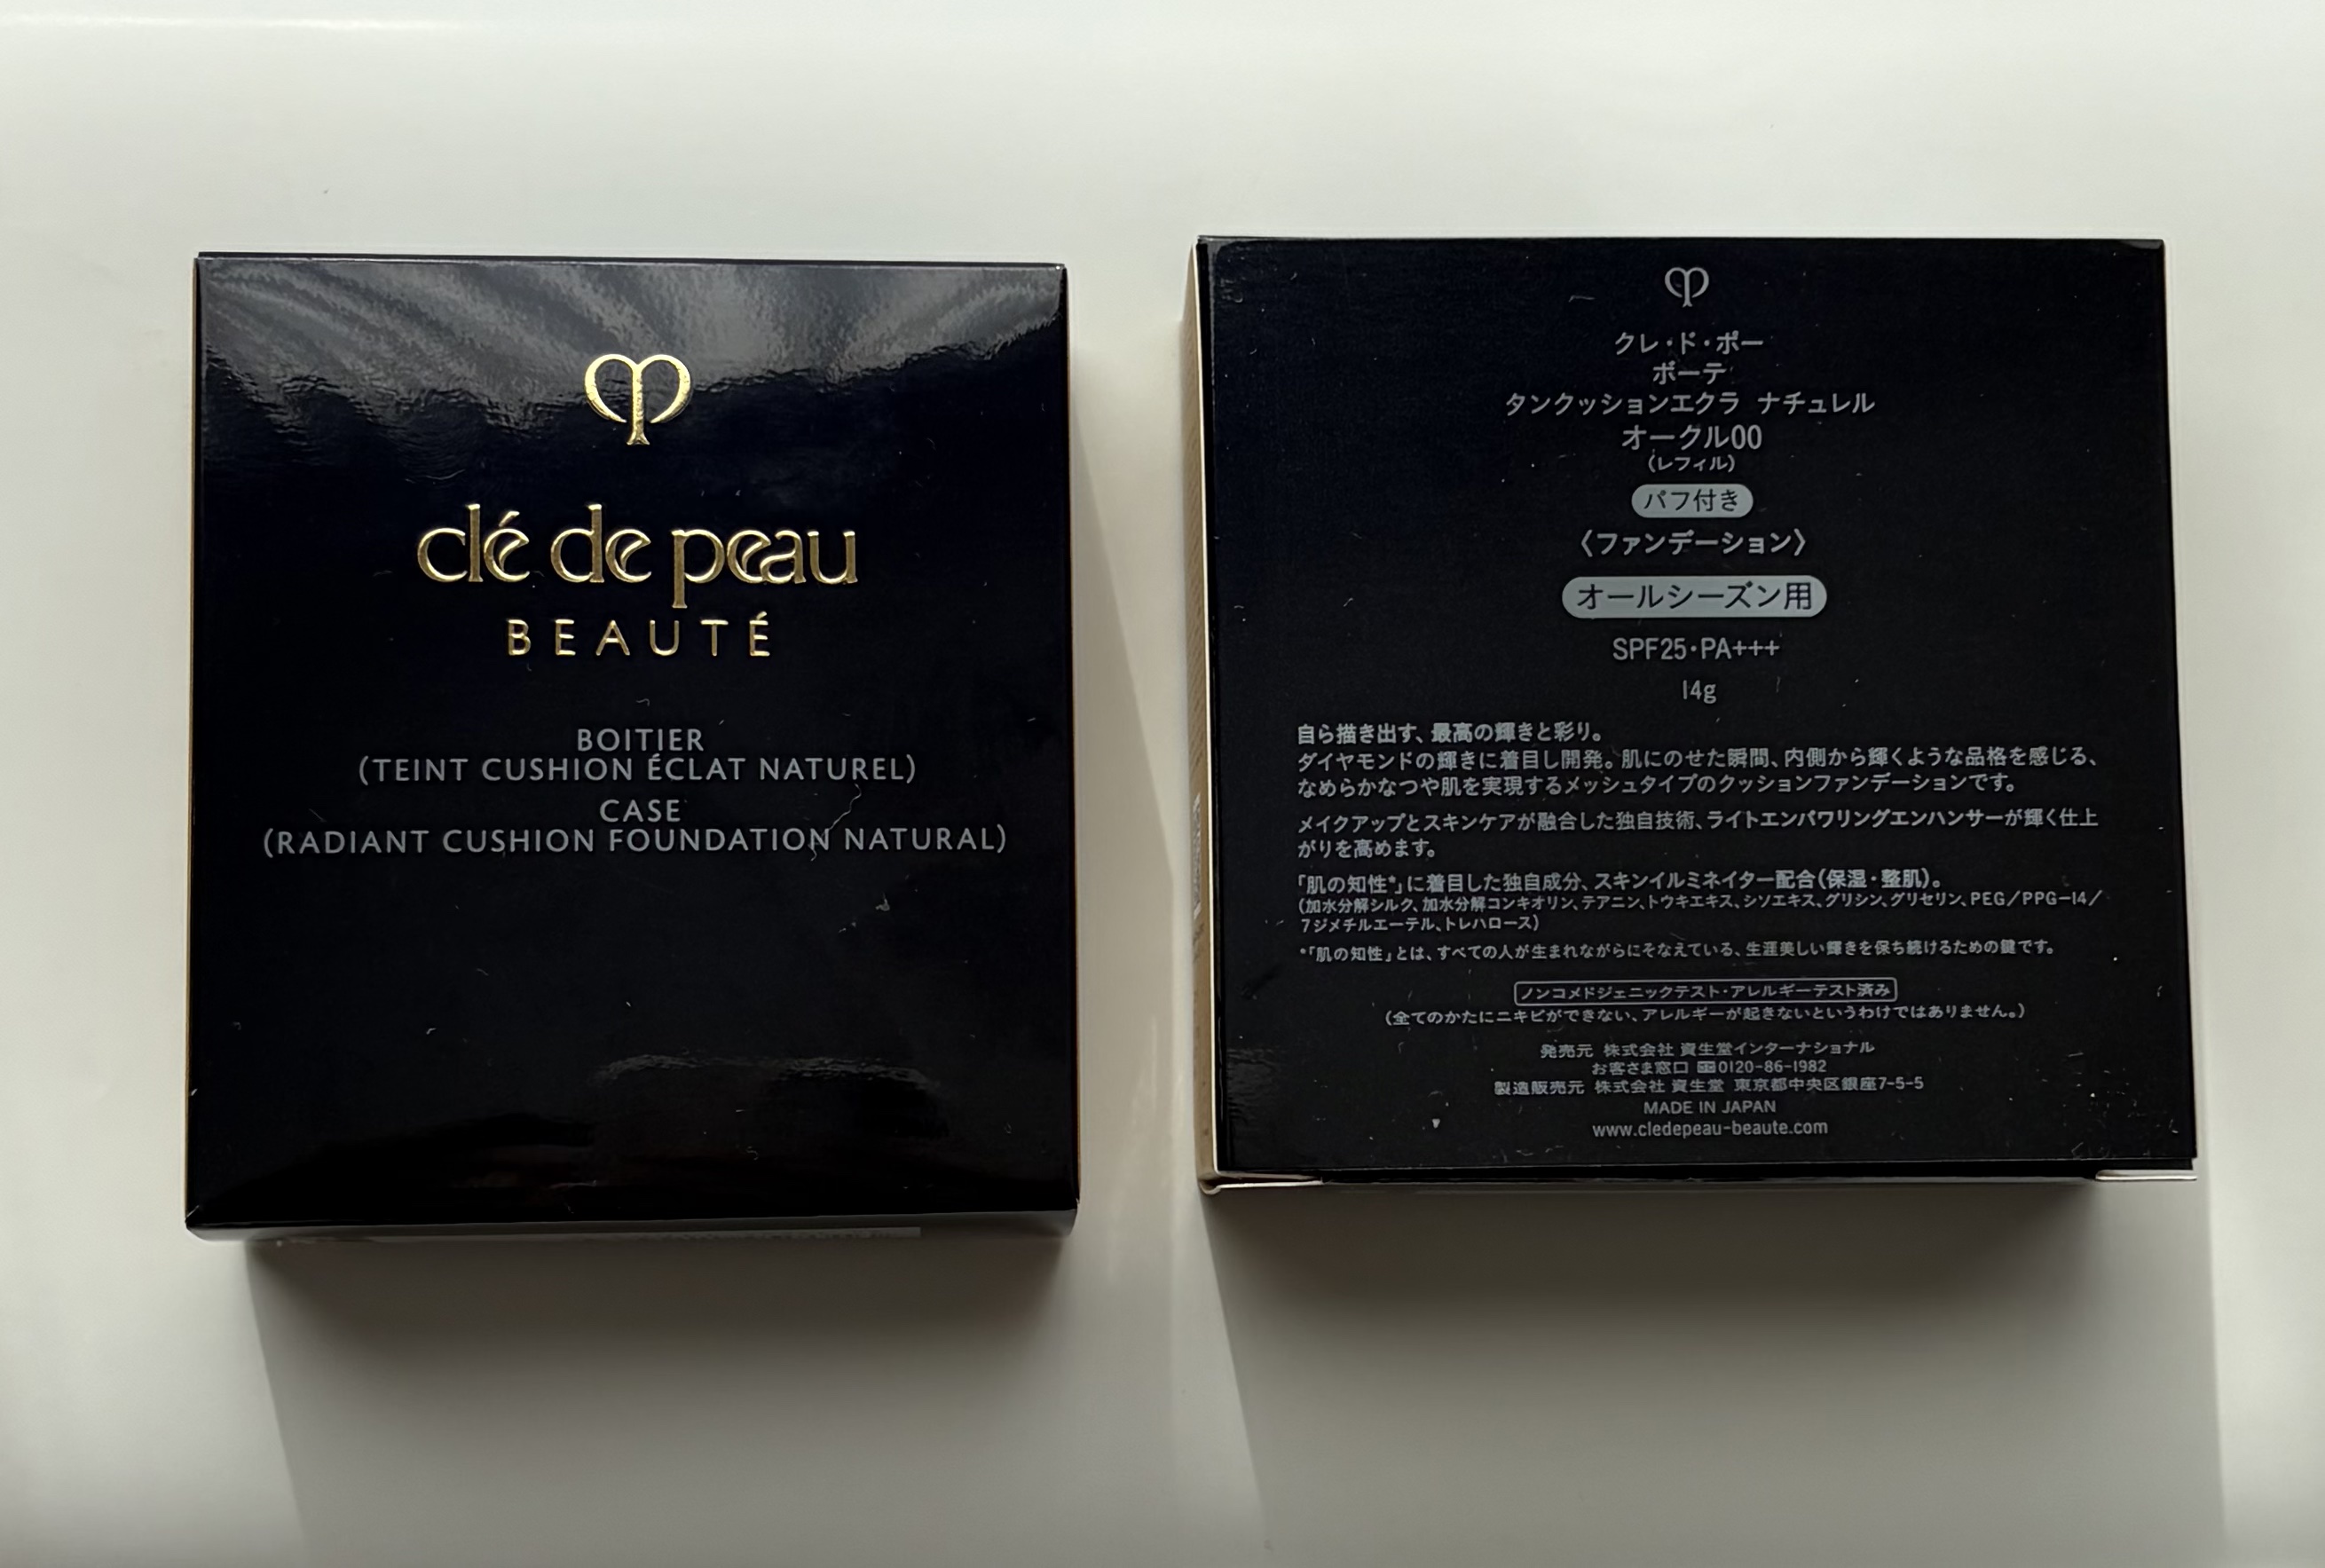 clé de peau
BEAUTÉ
BOITIER
(TEINT CUSHION ÉCLAT NATUREL)
CASE
(RADIANT CUSHION FOUNDATION NATURAL)
クレ・ド・ポー
ボーテ
タンクッションエクラ ナチュレル
オークル00
(レフィル)
パフ付き
〈ファンデーション〉
オールシーズン用
SPF25・PA+++
14g
自ら描き出す、最高の輝きと彩り。
ダイヤモンドの輝きに着目し開発。肌にのせた瞬間、内側から輝くような品格を感じる、
なめらかなつや肌を実現するメッシュタイプのクッションファンデーションです。
メイクアップとスキンケアが融合した独自技術、ライトエンパワリングエンハンサーが輝く仕上
がりを高めます。
「肌の知性*」に着目した独自成分、スキンイルミネイター配合(保湿・整肌)。
(加水分解シルク、加水分解コンキオリン、テアニン、トウキエキス、シソエキス、グリシン、グリセリン、PEG/PPG-14/
7ジメチルエーテル、トレハロース)
*「肌の知性」とは、すべての人が生まれながらにそなえている、生涯美しい輝きを保ち続けるための鍵です。
ノンコメドジェニックテスト・アレルギーテスト済み
(全てのかたにニキビができない、アレルギーが起きないというわけではありません。)
発売元 株式会社 資生堂インターナショナル
お客さま窓口 0120-86-1982
製造販売元 株式会社 資生堂 東京都中央区銀座7-5-5
MADE IN JAPAN
www.cledepeau-beaute.com